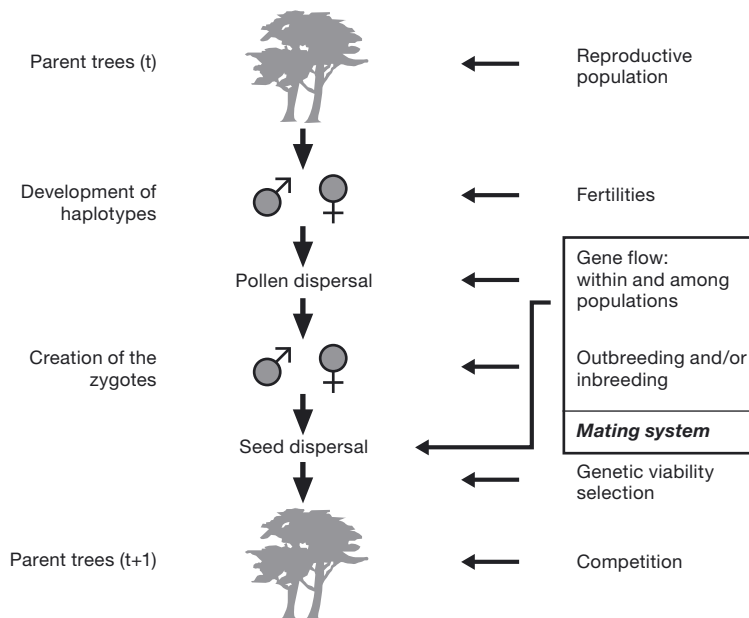 Parent trees (t)
Reproductive
population
Development of
haplotypes
Fertilities
Pollen dispersal
Gene flow:
within and among
populations
Creation of the
zygotes
Outbreeding and/or
inbreeding
Mating system
Seed dispersal
Genetic viability
selection
Parent trees (t+1)
Competition